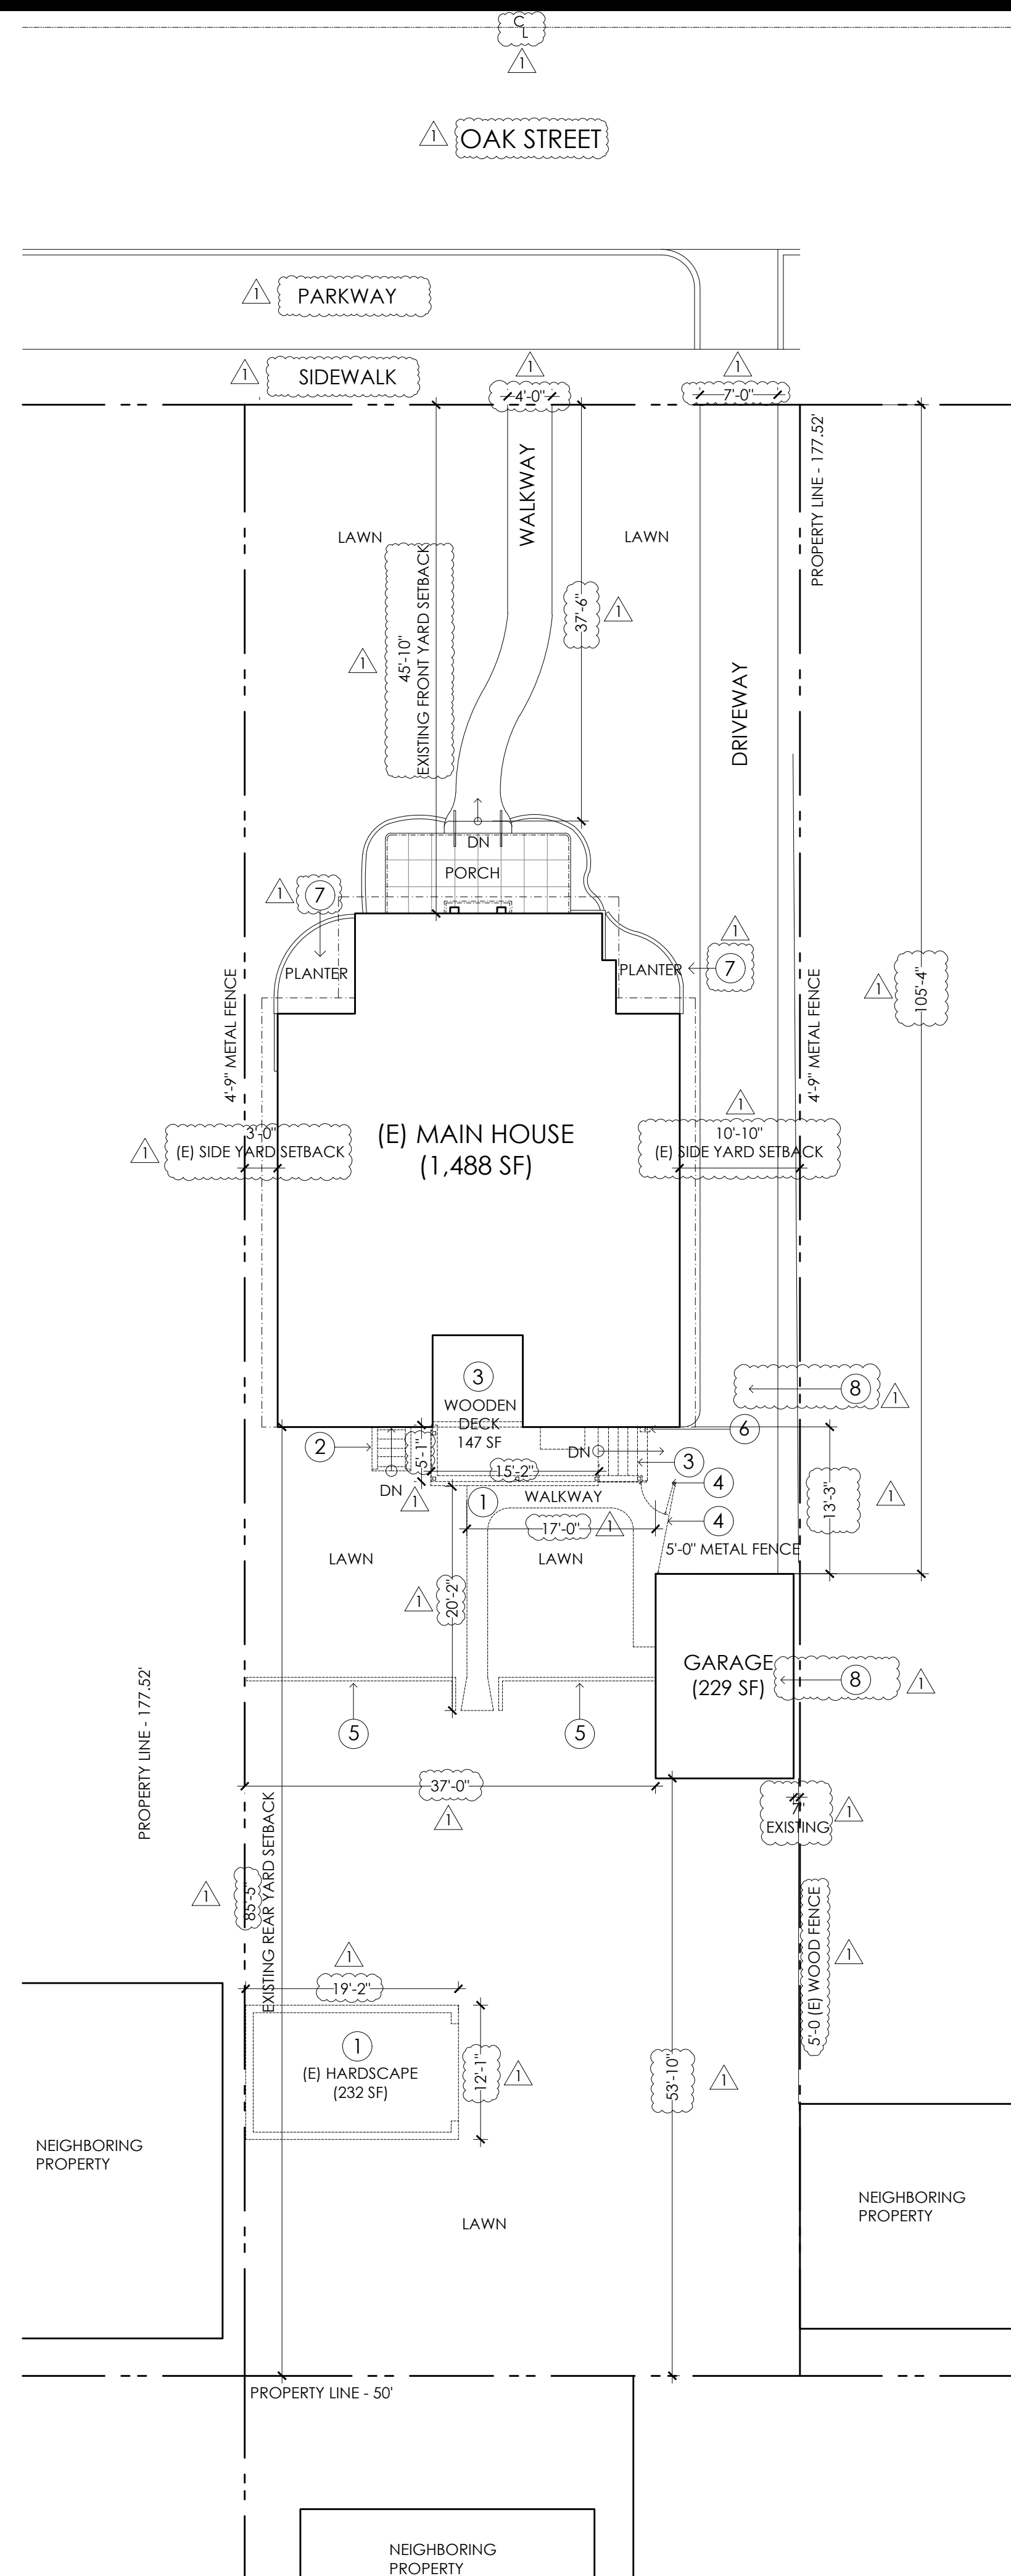 C
L
1
1
OAK STREET
1
PARKWAY
1
SIDEWALK
1
4'-0"
1
7'-0"
PROPERTY LINE - 177.52'
WALKWAY
LAWN
LAWN
45'-10"
EXISTING FRONT YARD SETBACK
1
37'-6"
1
DRIVEWAY
DN
PORCH
1
7
PLANTER
1
PLANTER
7
4'-9" METAL FENCE
4'-9" METAL FENCE
1
105'-4"
1
3'-0"
(E) SIDE YARD SETBACK
(E) MAIN HOUSE
(1,488 SF)
1
10'-10"
(E) SIDE YARD SETBACK
3
WOODEN
DECK
147 SF
8
1
2
5'-1"
DN
6
3
15'-2"
DN
1
1
WALKWAY
4
4
17'-0"
1
13'-3"
1
5'-0" METAL FENCE
LAWN
LAWN
1
20'-2"
GARAGE
(229 SF)
8
1
5
5
PROPERTY LINE - 177.52'
37'-0"
1
7"
EXISTING
1
1
85'-5"
EXISTING REAR YARD SETBACK
5'-0 (E) WOOD FENCE
1
1
19'-2"
1
(E) HARDSCAPE
(232 SF)
12'-1"
1
53'-10"
1
NEIGHBORING
PROPERTY
NEIGHBORING
PROPERTY
LAWN
PROPERTY LINE - 50'
NEIGHBORING
PROPERTY